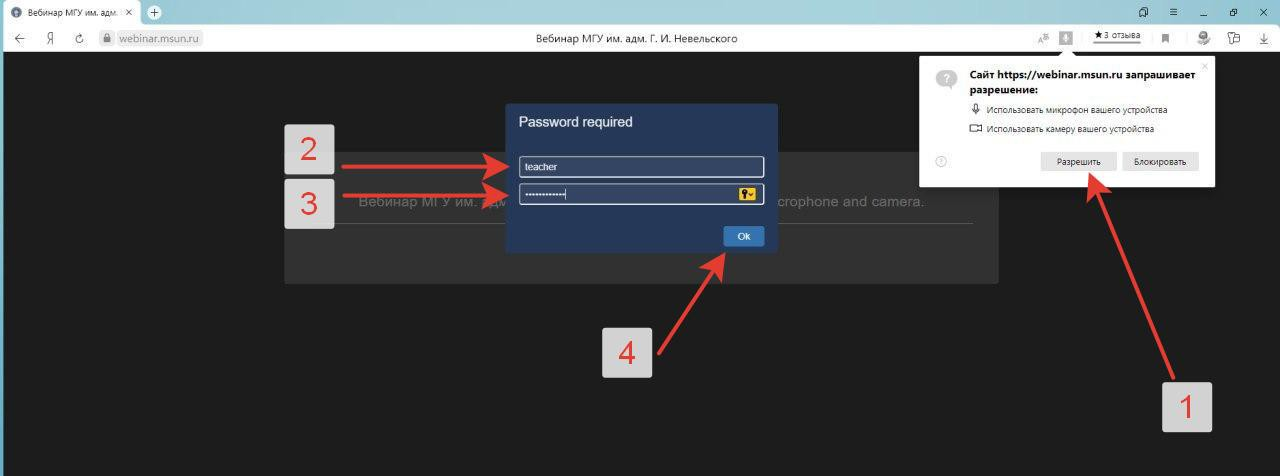 Вебинар МГУ им. адм.
webinar.msun.ru
Вебинар МГУ им. адм. Г. И. Невельского
★3 отзыва
Сайт https://webinar.msun.ru запрашивает
разрешение:
Использовать микрофон вашего устройства
Использовать камеру вашего устройства
Разрешить
Блокировать
Password required
2
teacher
3
Вебинар МГУ им. адм
crophone and camera.
Ok
4
1